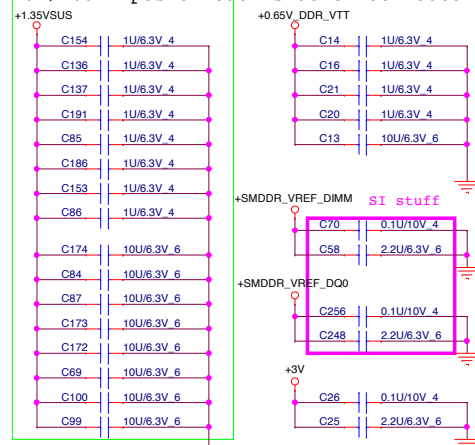 +1.35VSUS
C154 1U/6.3V_4
C136 1U/6.3V_4
C137 1U/6.3V_4
C191 1U/6.3V_4
C85 1U/6.3V_4
C186 1U/6.3V_4
C153 1U/6.3V_4
C86 1U/6.3V_4
C174 10U/6.3V_6
C84 10U/6.3V_6
C87 10U/6.3V_6
C173 10U/6.3V_6
C172 10U/6.3V_6
C69 10U/6.3V_6
C100 10U/6.3V_6
C99 10U/6.3V_6
+0.65V_DDR_VTT
C14 1U/6.3V_4
C16 1U/6.3V_4
C21 1U/6.3V_4
C20 1U/6.3V_4
C13 10U/6.3V_6
+SMDDR_VREF_DIMM
SI stuff
C70 0.1U/10V_4
C58 2.2U/6.3V_6
+SMDDR_VREF_DQ0
C256 0.1U/10V_4
C248 2.2U/6.3V_6
+3V
C26 0.1U/10V_4
C25 2.2U/6.3V_6